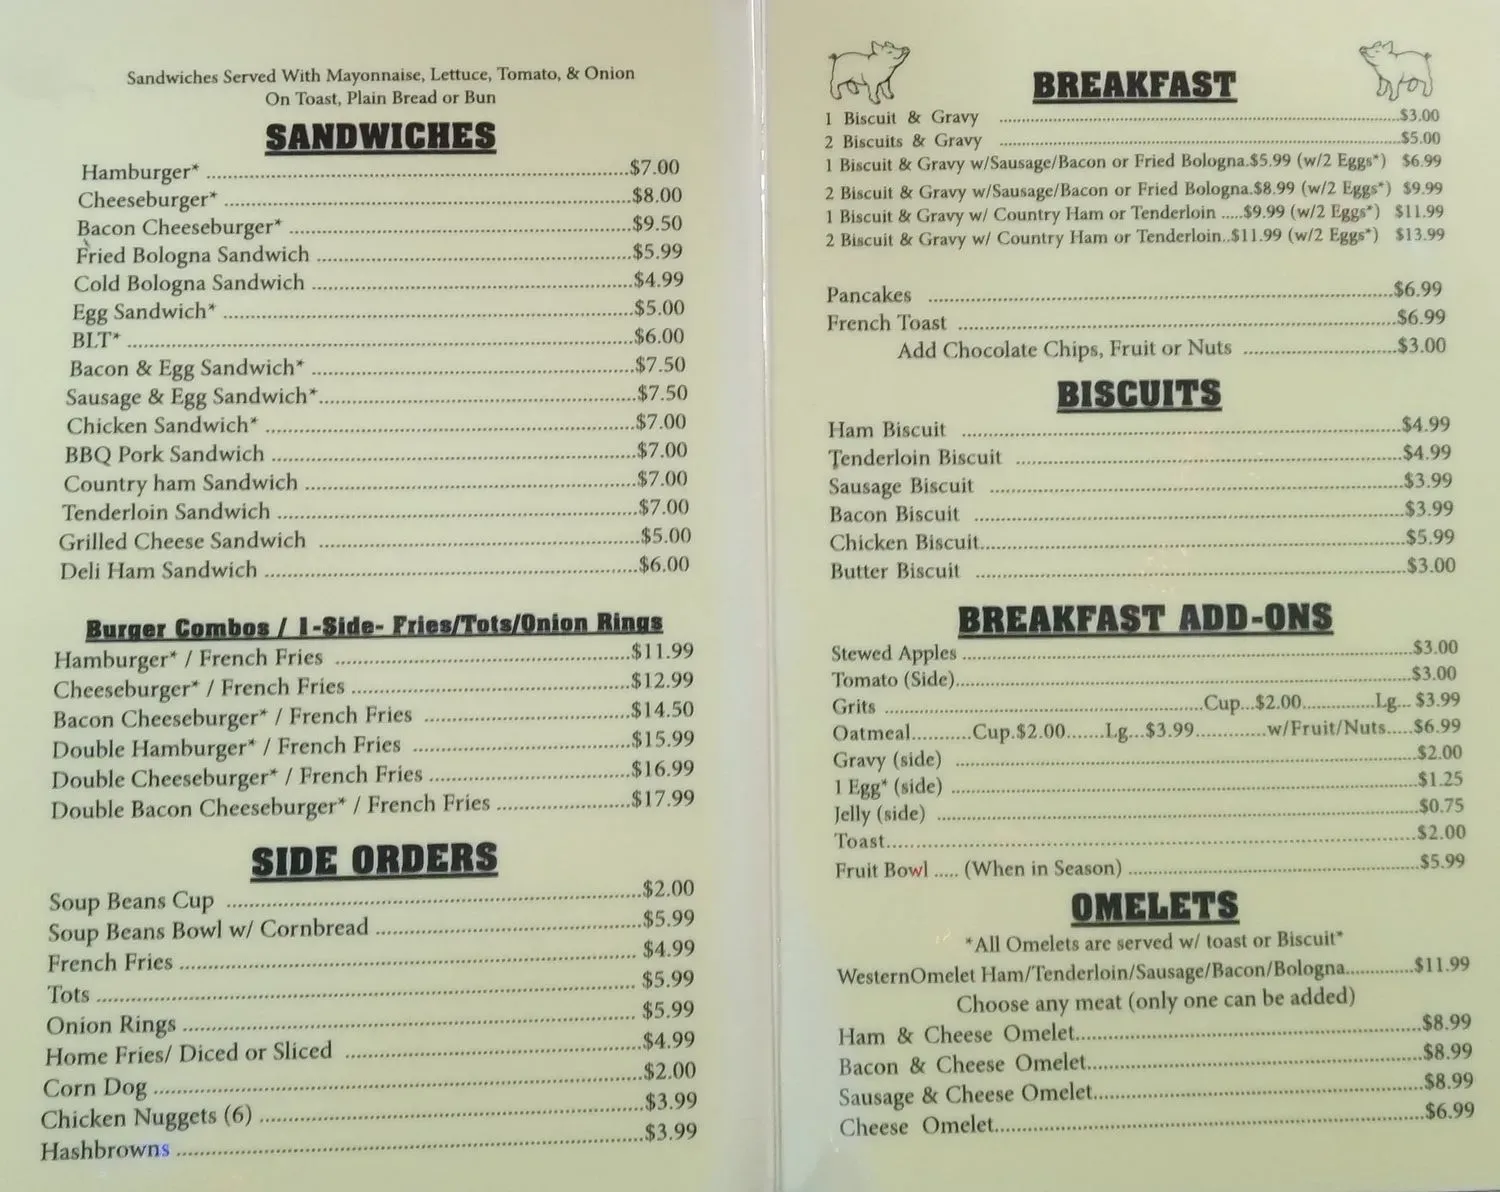 Sandwiches Served With Mayonnaise, Lettuce, Tomato, & Onion
On Toast, Plain Bread or Bun
SANDWICHES
Hamburger* $7.00
Cheeseburger* $8.00
Bacon Cheeseburger* $9.50
Fried Bologna Sandwich $5.99
Cold Bologna Sandwich $4.99
Egg Sandwich* $5.00
BLT* $6.00
Bacon & Egg Sandwich* $7.50
Sausage & Egg Sandwich* $7.50
Chicken Sandwich* $7.00
BBQ Pork Sandwich $7.00
Country ham Sandwich $7.00
Tenderloin Sandwich $7.00
Grilled Cheese Sandwich $5.00
Deli Ham Sandwich $6.00
Burger Combos / 1-Side- Fries/Tots/Onion Rings
Hamburger* / French Fries $11.99
Cheeseburger* / French Fries $12.99
Bacon Cheeseburger* / French Fries $14.50
Double Hamburger* / French Fries $15.99
Double Cheeseburger* / French Fries $16.99
Double Bacon Cheeseburger* / French Fries $17.99
SIDE ORDERS
Soup Beans Cup $2.00
Soup Beans Bowl w/ Cornbread $5.99
French Fries $4.99
Tots $5.99
Onion Rings $5.99
Home Fries/ Diced or Sliced $4.99
Corn Dog $2.00
Chicken Nuggets (6) $3.99
Hashbrowns $3.99
BREAKFAST
1 Biscuit & Gravy $3.00
2 Biscuits & Gravy $5.00
1 Biscuit & Gravy w/Sausage/Bacon or Fried Bologna.$5.99 (w/2 Eggs*) $6.99
2 Biscuit & Gravy w/Sausage/Bacon or Fried Bologna.$8.99 (w/2 Eggs*) $9.99
1 Biscuit & Gravy w/ Country Ham or Tenderloin .....$9.99 (w/2 Eggs*) $11.99
2 Biscuit & Gravy w/ Country Ham or Tenderloin..$11.99 (w/2 Eggs*) $13.99
Pancakes $6.99
French Toast $6.99
Add Chocolate Chips, Fruit or Nuts $3.00
BISCUITS
Ham Biscuit $4.99
Tenderloin Biscuit $4.99
Sausage Biscuit $3.99
Bacon Biscuit $3.99
Chicken Biscuit $5.99
Butter Biscuit $3.00
BREAKFAST ADD-ONS
Stewed Apples $3.00
Tomato (Side) $3.00
Grits Cup...$2.00 Lg... $3.99
Oatmeal Cup.$2.00 Lg...$3.99 w/Fruit/Nuts.....$6.99
Gravy (side) $2.00
1 Egg* (side) $1.25
Jelly (side) $0.75
Toast $2.00
Fruit Bowl ..... (When in Season) $5.99
OMELETS
*All Omelets are served w/ toast or Biscuit*
WesternOmelet Ham/Tenderloin/Sausage/Bacon/Bologna $11.99
Choose any meat (only one can be added)
Ham & Cheese Omelet $8.99
Bacon & Cheese Omelet $8.99
Sausage & Cheese Omelet $8.99
Cheese Omelet $6.99